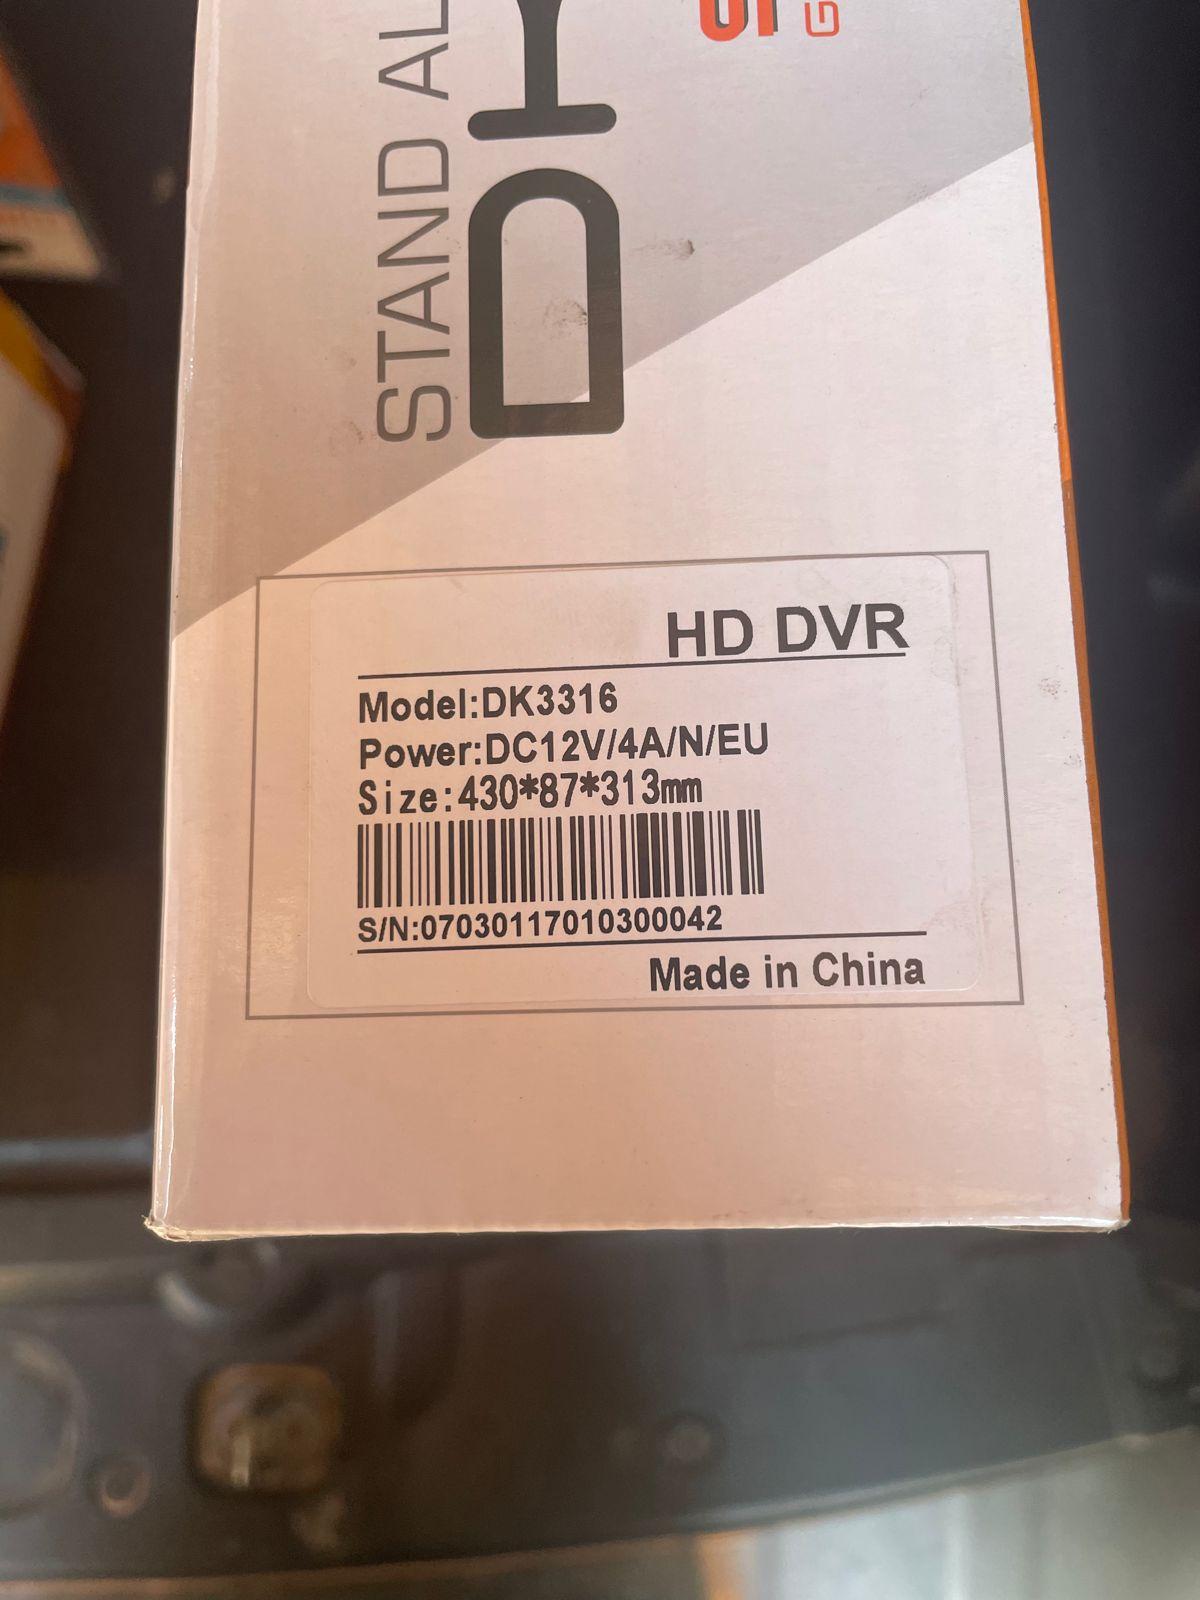 STAND AL
HD DVR
Model:DK3316
Power:DC12V/4A/N/EU
Size:430*87*313mm
S/N:07030117010300042
Made in China